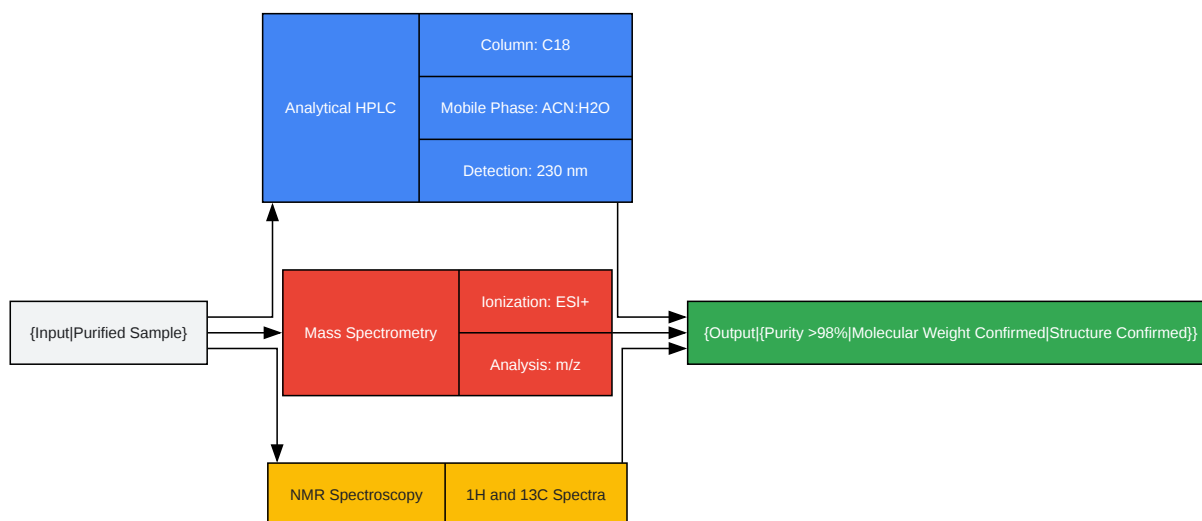 Analytical HPLC
Column: C18
Mobile Phase: ACN:H2O
Detection: 230 nm
{Input|Purified Sample}
Mass Spectrometry
Ionization: ESI+
Analysis: m/z
{Output|{Purity >98%|Molecular Weight Confirmed|Structure Confirmed}}
NMR Spectroscopy
1H and 13C Spectra